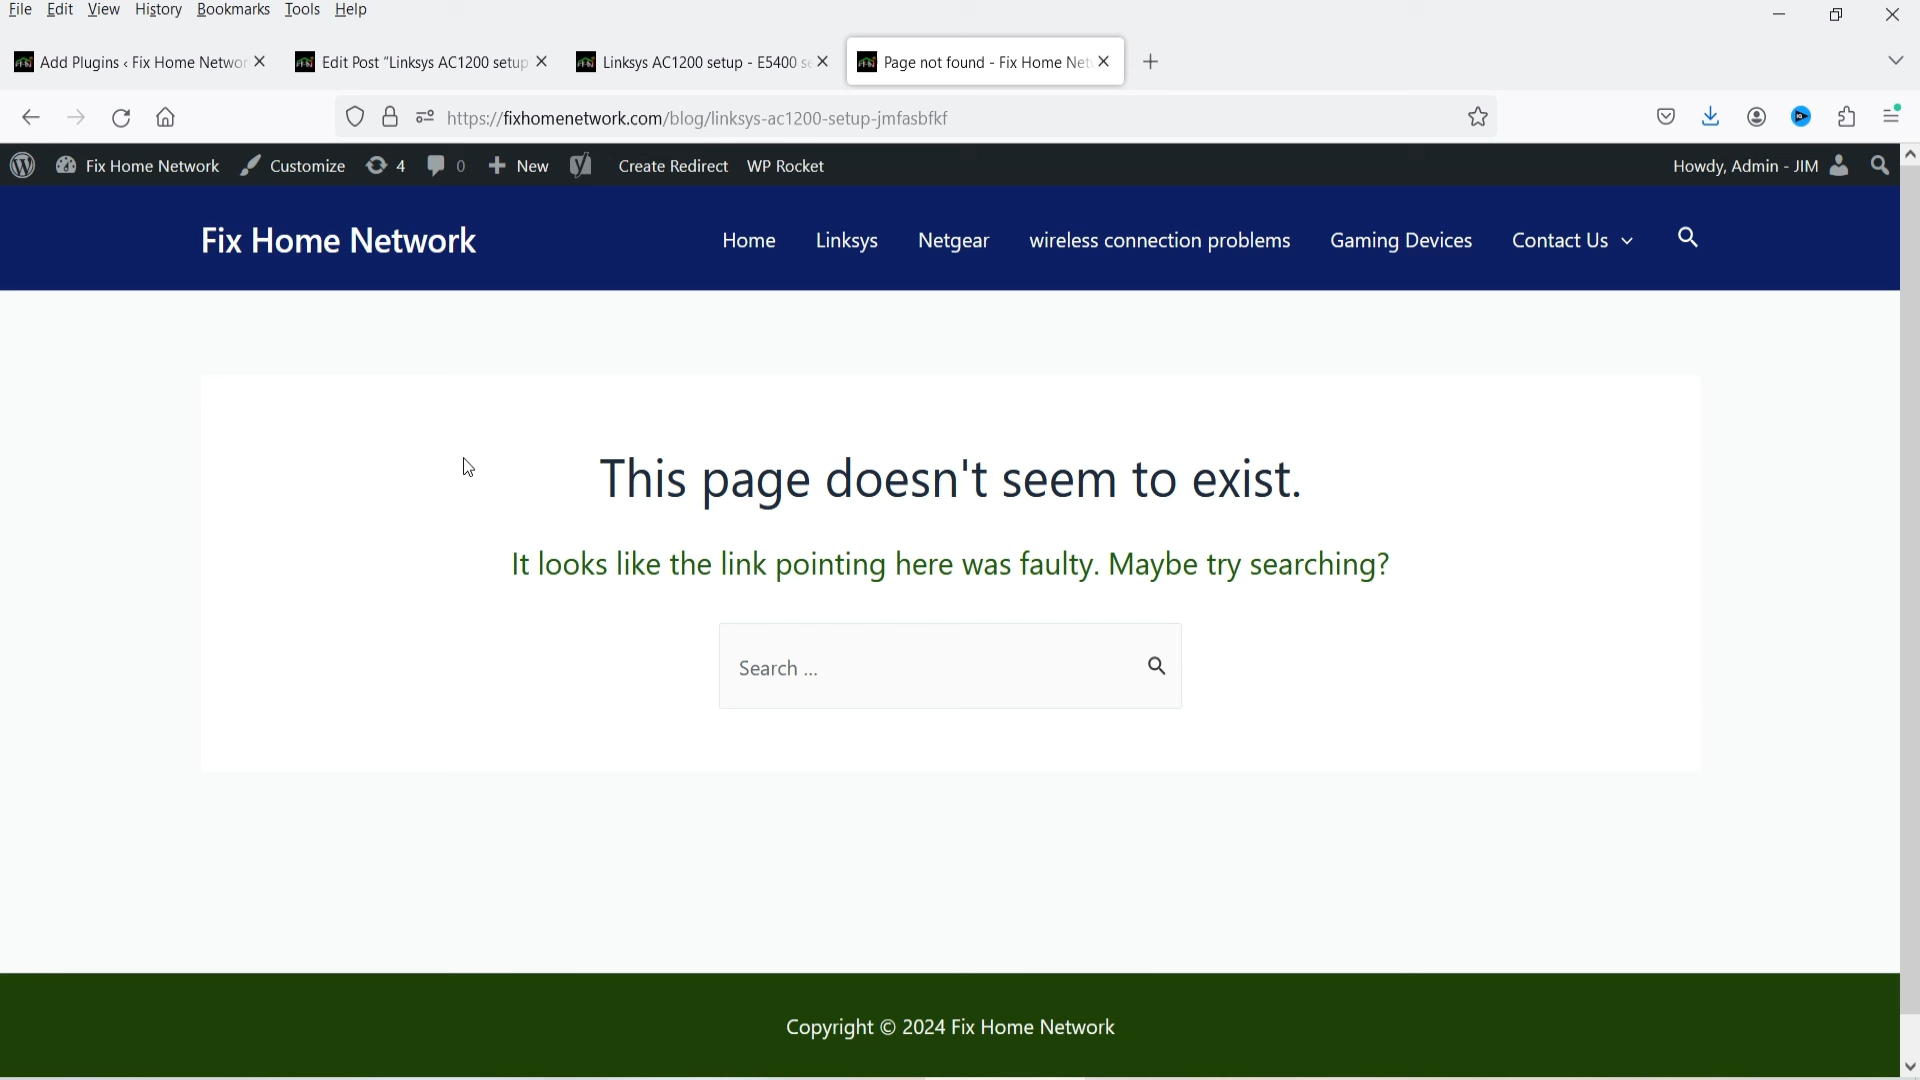 File Edit View History Bookmarks Tools Help
Add Plugins ‹ Fix Home Networ
Edit Post “Linksys AC1200 setup
Linksys AC1200 setup - E5400 se
Page not found - Fix Home Net
https://fixhomenetwork.com/blog/linksys-ac1200-setup-jmfasbfkf
Fix Home Network Customize 4 0 New Create Redirect WP Rocket Howdy, Admin - JIM
Fix Home Network
Home Linksys Netgear wireless connection problems Gaming Devices Contact Us
This page doesn't seem to exist.
It looks like the link pointing here was faulty. Maybe try searching?
Search ...
Copyright © 2024 Fix Home Network